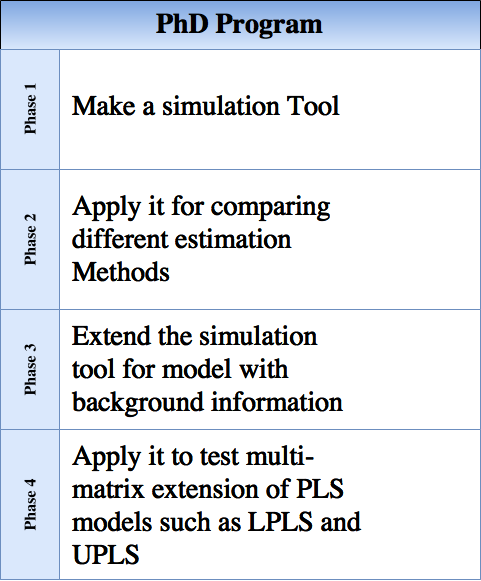 PhD Program
Phase 1
Make a simulation Tool
Phase 2
Apply it for comparing
different estimation
Methods
Phase 3
Extend the simulation
tool for model with
background information
Phase 4
Apply it to test multi-
matrix extension of PLS
models such as LPLS and
UPLS